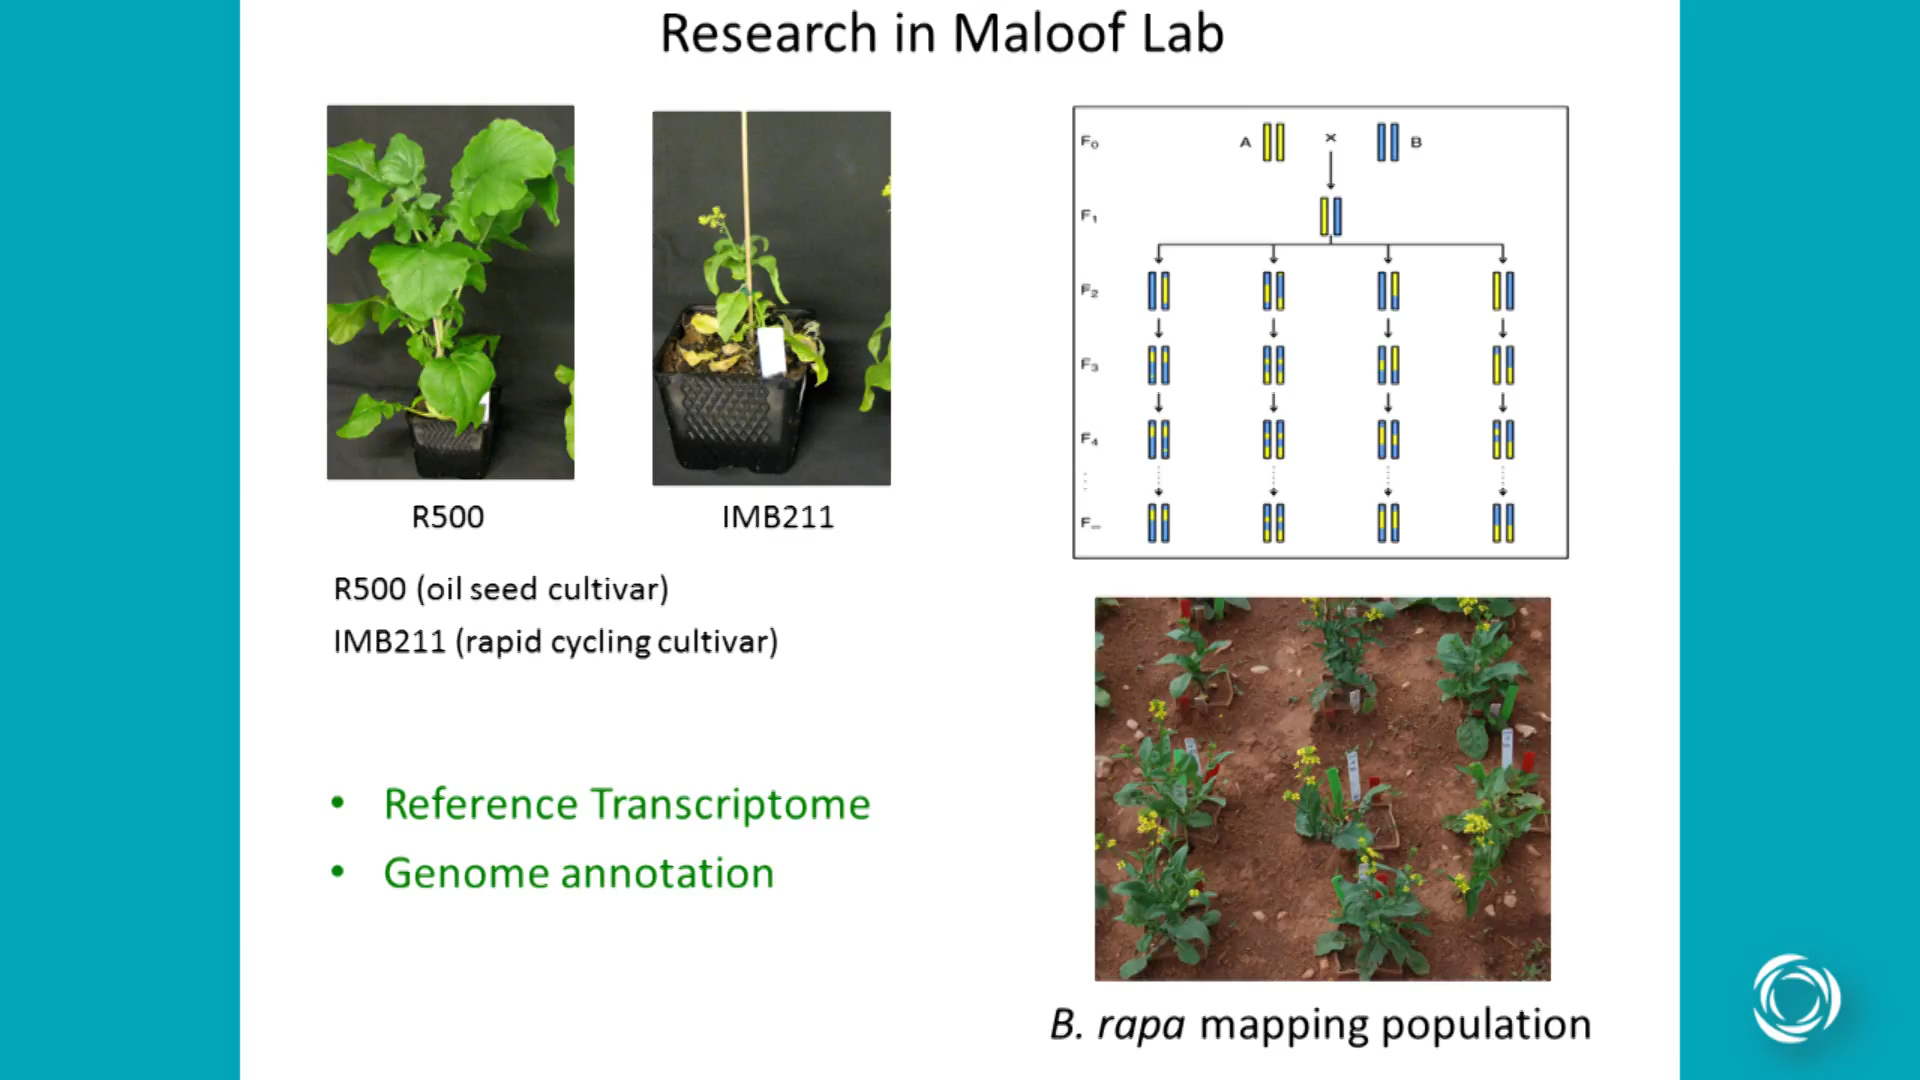 Research in Maloof Lab
R500
IMB211
R500 (oil seed cultivar)
IMB211 (rapid cycling cultivar)
• Reference Transcriptome
• Genome annotation
F₀
A
×
B
F₁
F₂
F₃
F₄
F∞
B. rapa mapping population